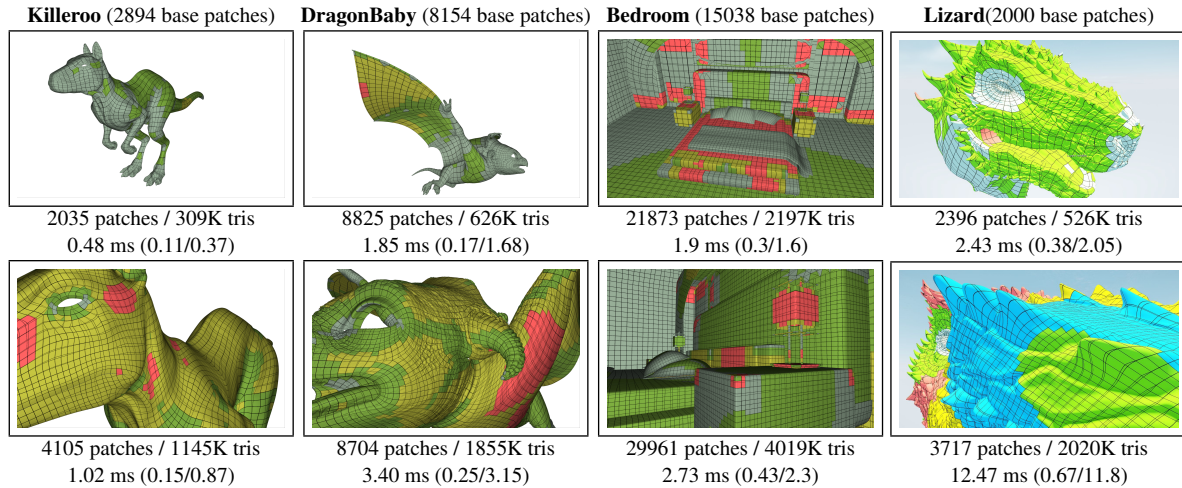 Killeroo (2894 base patches)
DragonBaby (8154 base patches)
Bedroom (15038 base patches)
Lizard(2000 base patches)
2035 patches / 309K tris
0.48 ms (0.11/0.37)
8825 patches / 626K tris
1.85 ms (0.17/1.68)
21873 patches / 2197K tris
1.9 ms (0.3/1.6)
2396 patches / 526K tris
2.43 ms (0.38/2.05)
4105 patches / 1145K tris
1.02 ms (0.15/0.87)
8704 patches / 1855K tris
3.40 ms (0.25/3.15)
29961 patches / 4019K tris
2.73 ms (0.43/2.3)
3717 patches / 2020K tris
12.47 ms (0.67/11.8)